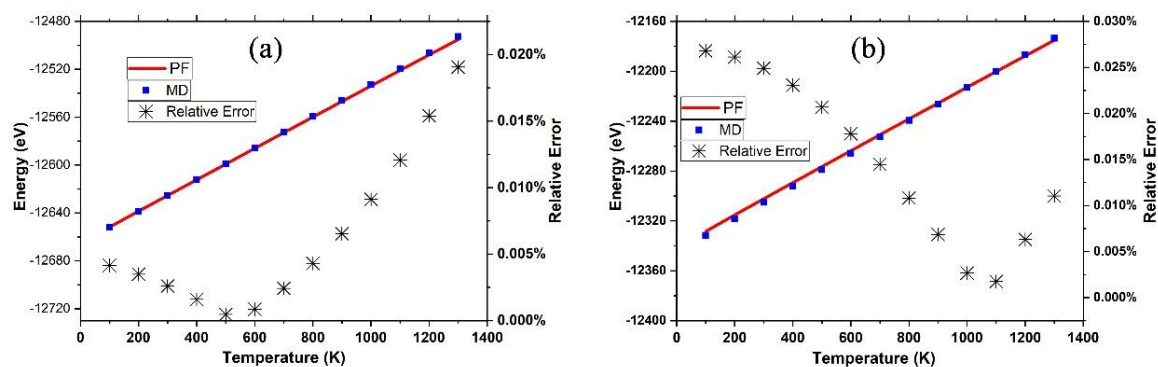 (a)
PF
MD
Relative Error
Energy (eV)
-12480
-12520
-12560
-12600
-12640
-12680
-12720
0.020%
0.015%
0.010%
0.005%
0.000%
Relative Error
0 200 400 600 800 1000 1200 1400
Temperature (K)
(b)
PF
MD
Relative Error
Energy (eV)
-12160
-12200
-12240
-12280
-12320
-12360
-12400
0.030%
0.025%
0.020%
0.015%
0.010%
0.005%
0.000%
Relative Error
0 200 400 600 800 1000 1200 1400
Temperature (K)